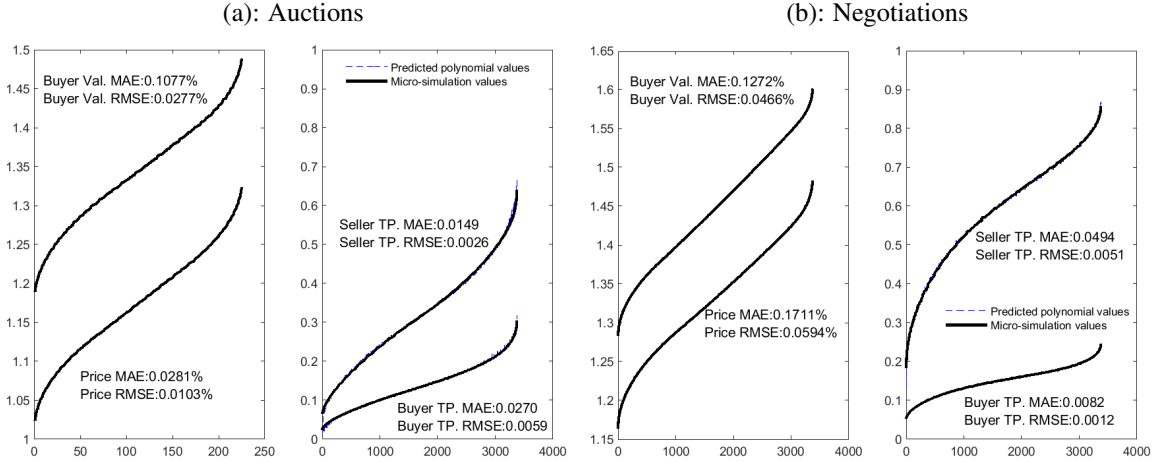 (a): Auctions
1.5
1.45
1.4
1.35
1.3
1.25
1.2
1.15
1.1
1.05
1
0
50
100
150
200
250
Buyer Val. MAE:0.1077%
Buyer Val. RMSE:0.0277%
Price MAE:0.0281%
Price RMSE:0.0103%
1
0.9
0.8
0.7
0.6
0.5
0.4
0.3
0.2
0.1
0
0
1000
2000
3000
4000
Predicted polynomial values
Micro-simulation values
Seller TP. MAE:0.0149
Seller TP. RMSE:0.0026
Buyer TP. MAE:0.0270
Buyer TP. RMSE:0.0059
(b): Negotiations
1.65
1.6
1.55
1.5
1.45
1.4
1.35
1.3
1.25
1.2
1.15
0
1000
2000
3000
4000
Buyer Val. MAE:0.1272%
Buyer Val. RMSE:0.0466%
Price MAE:0.1711%
Price RMSE:0.0594%
1
0.9
0.8
0.7
0.6
0.5
0.4
0.3
0.2
0.1
0
0
1000
2000
3000
4000
Seller TP. MAE:0.0494
Seller TP. RMSE:0.0051
Predicted polynomial values
Micro-simulation values
Buyer TP. MAE:0.0082
Buyer TP. RMSE:0.0012